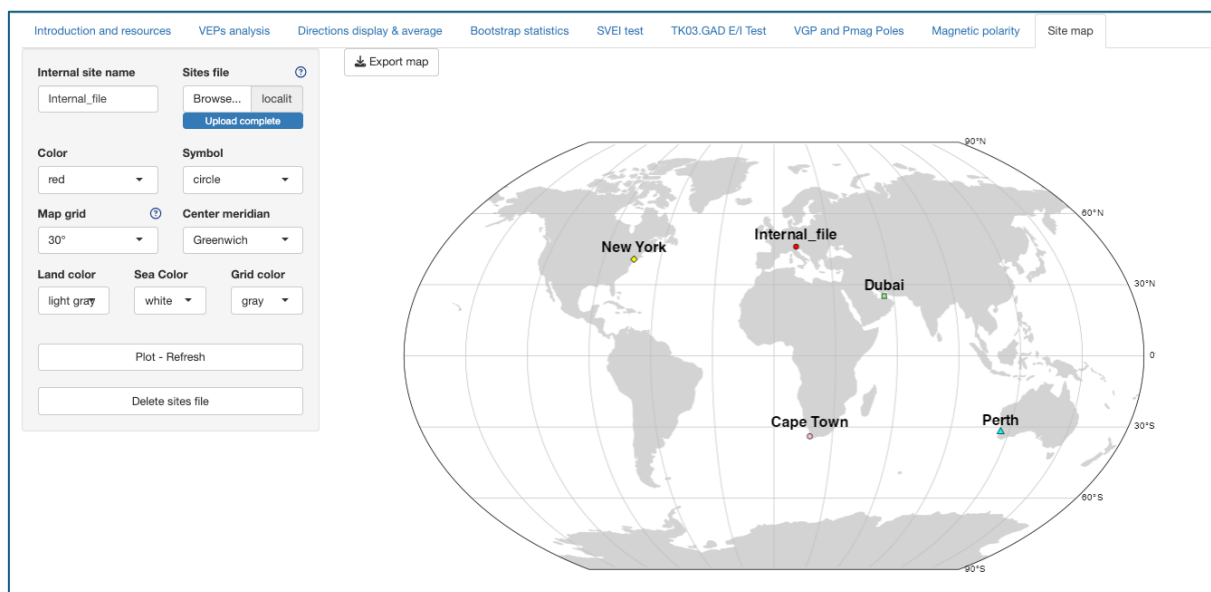 Introduction and resources VEPs analysis Directions display & average Bootstrap statistics SVEI test TK03.GAD E/I Test VGP and Pmag Poles Magnetic polarity Site map
Internal site name Sites file ?
Internal_file Browse... localit
Upload complete
Color Symbol
red circle
Map grid ? Center meridian
30° Greenwich
Land color Sea Color Grid color
light gray white gray
Plot - Refresh
Delete sites file
Export map
90°N
60°N
Internal_file
New York
Dubai
30°N
0°
Cape Town
Perth
30°S
60°S
90°S